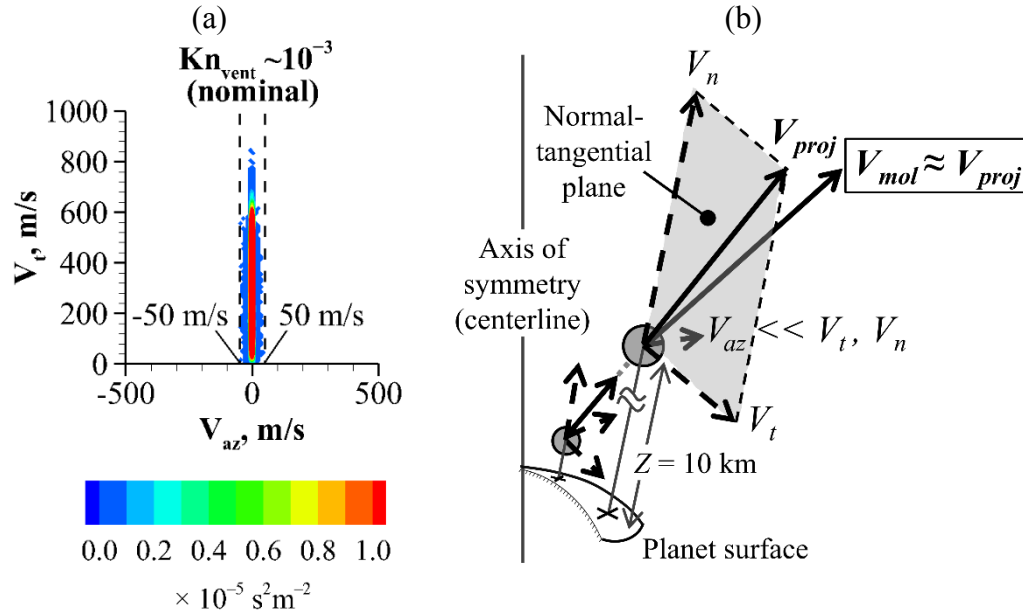 (a)
Kn_vent ~10⁻³
(nominal)
1000
800
600
400
200
0
V_t, m/s
-50 m/s
50 m/s
-500
0
500
V_az, m/s
0.0 0.2 0.4 0.6 0.8 1.0
× 10⁻⁵ s²m⁻²
(b)
V_n
Normal-
tangential
plane
V_proj
V_mol ≈ V_proj
Axis of
symmetry
(centerline)
V_az << V_t, V_n
V_t
Z = 10 km
Planet surface